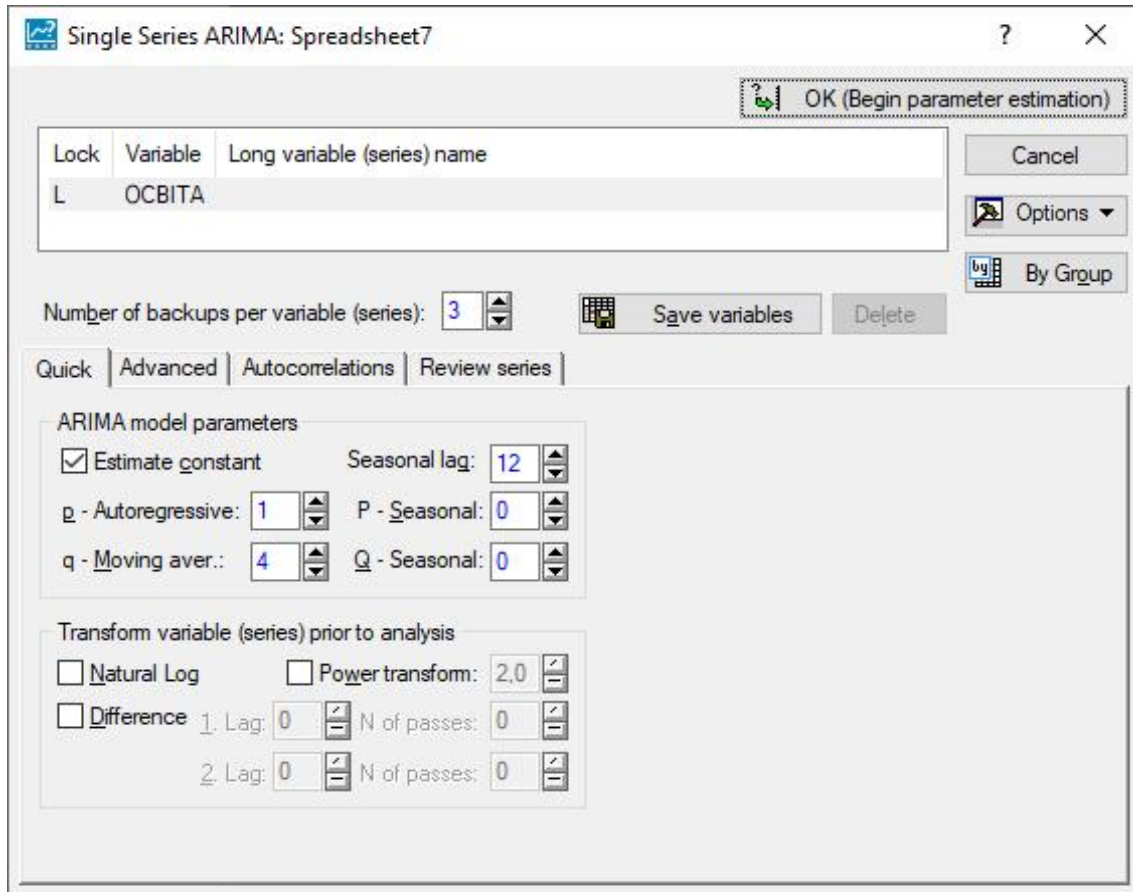 Single Series ARIMA: Spreadsheet7 ?
OK (Begin parameter estimation)
Lock Variable Long variable (series) name
L OCBITA
Cancel
Options
By Group
Number of backups per variable (series): 3 Save variables Delete
Quick Advanced Autocorrelations Review series
ARIMA model parameters
Estimate constant Seasonal lag: 12
p - Autoregressive: 1 P - Seasonal: 0
q - Moving aver.: 4 Q - Seasonal: 0
Transform variable (series) prior to analysis
Natural Log Power transform: 2,0
Difference 1. Lag: 0 N of passes: 0
2. Lag: 0 N of passes: 0